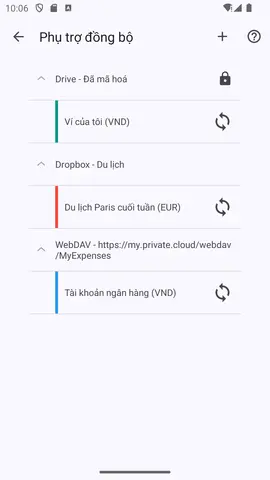 10:06
Phụ trợ đồng bộ
Drive - Đã mã hoá
Ví của tôi (VND)
Dropbox - Du lịch
Du lịch Paris cuối tuần (EUR)
WebDAV - https://my.private.cloud/webdav
/MyExpenses
Tài khoản ngân hàng (VND)